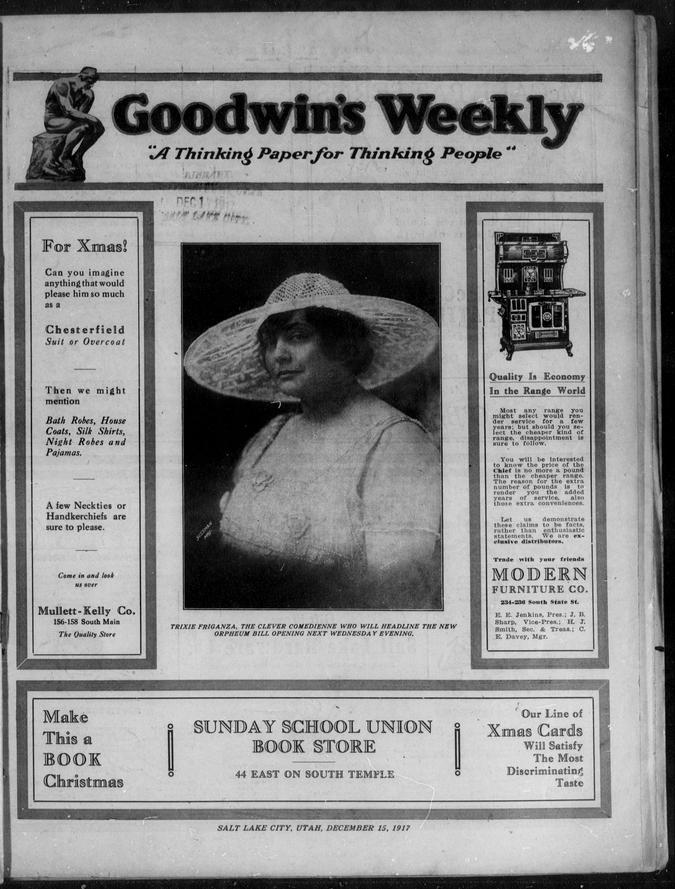 Goodwin's Weekly
"A Thinking Paper for Thinking People"
DEC 1
For Xmas!
Can you imagine
anything that would
please him so much
as a
Chesterfield
Suit or Overcoat
Then we might
mention
Bath Robes, House
Coats, Silk Shirts,
Night Robes and
Pajamas.
A few Neckties or
Handkerchiefs are
sure to please.
Come in and look
us over
Mullett-Kelly Co.
156-158 South Main
The Quality Store
TRIXIE FRIGANZA, THE CLEVER COMEDIENNE WHO WILL HEADLINE THE NEW
ORPHEUM BILL OPENING NEXT WEDNESDAY EVENING.
Quality Is Economy
In the Range World
Most any range you
might select would ren-
der service for a few
years; but should you se-
lect the cheaper kind of
range, disappointment is
sure to follow.
You will be interested
to know the price of the
Chief is no more a pound
than the cheaper range.
The reason for the extra
number of pounds is to
render you the added
years of service, also
those extra conveniences.
Let us demonstrate
these claims to be facts,
rather than enthusiastic
statements. We are ex-
clusive distributors.
Trade with your friends
MODERN
FURNITURE CO.
234-236 South State St.
E. E. Jenkins, Pres.; J. B.
Sharp, Vice-Pres.; H. J.
Smith, Sec. & Treas.; C.
E. Davey, Mgr.
Make
This a
BOOK
Christmas
SUNDAY SCHOOL UNION
BOOK STORE
44 EAST ON SOUTH TEMPLE
Our Line of
Xmas Cards
Will Satisfy
The Most
Discriminating
Taste
SALT LAKE CITY, UTAH, DECEMBER 15, 1917